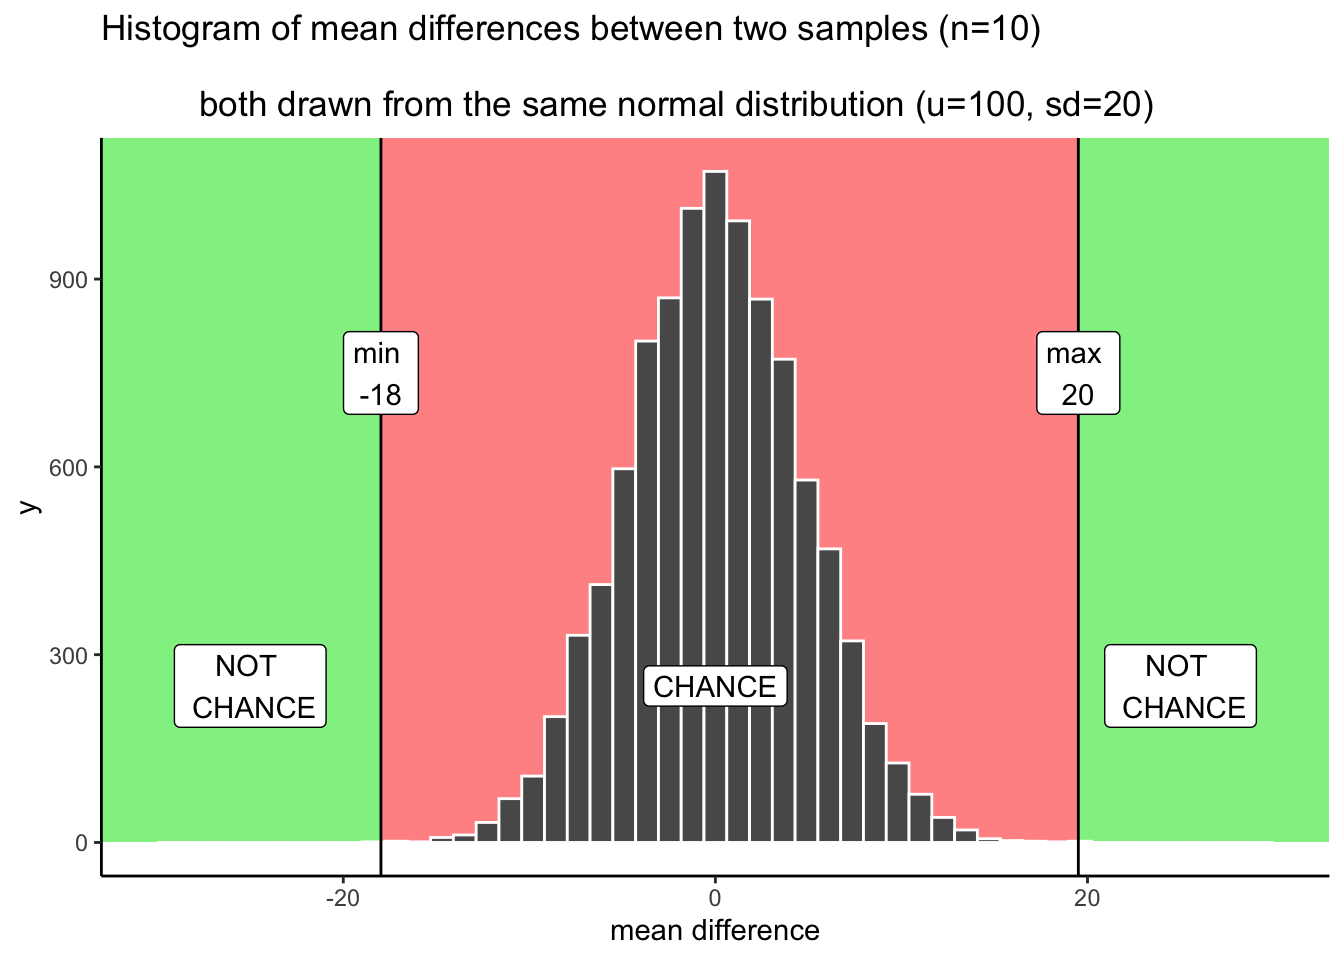 Histogram of mean differences between two samples (n=10)
both drawn from the same normal distribution (u=100, sd=20)
y
900
600
300
0
min
-18
max
20
NOT
CHANCE
CHANCE
NOT
CHANCE
-20
0
20
mean difference